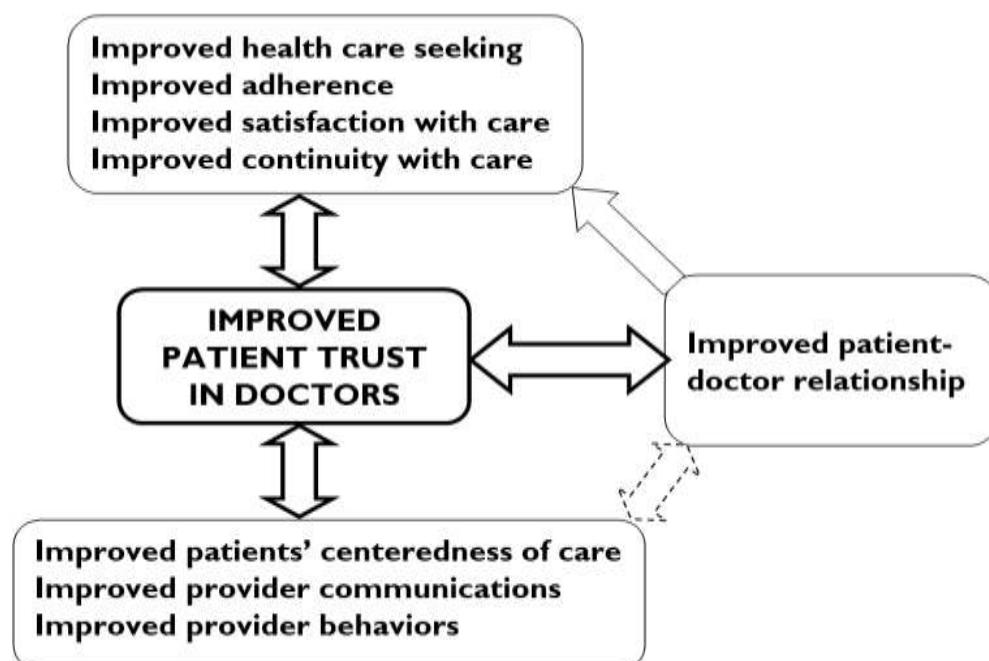 Improved health care seeking
Improved adherence
Improved satisfaction with care
Improved continuity with care
IMPROVED
PATIENT TRUST
IN DOCTORS
Improved patient-
doctor relationship
Improved patients’ centeredness of care
Improved provider communications
Improved provider behaviors